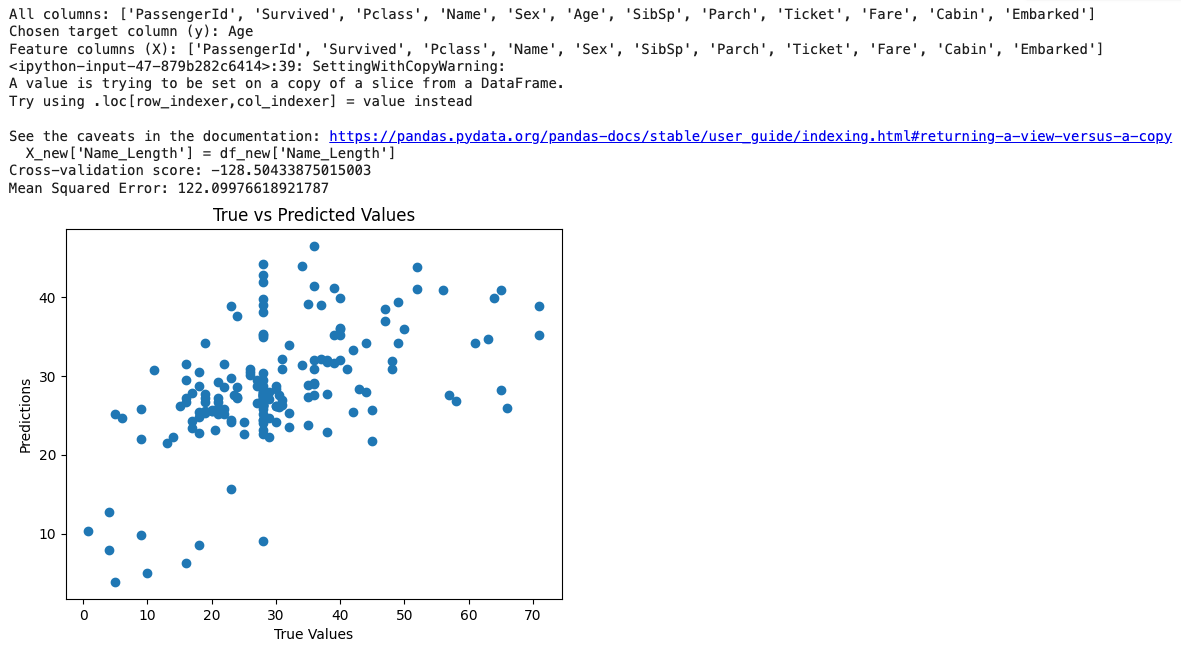 All columns: ['PassengerId', 'Survived', 'Pclass', 'Name', 'Sex', 'Age', 'SibSp', 'Parch', 'Ticket', 'Fare', 'Cabin', 'Embarked']
Chosen target column (y): Age
Feature columns (X): ['PassengerId', 'Survived', 'Pclass', 'Name', 'Sex', 'SibSp', 'Parch', 'Ticket', 'Fare', 'Cabin', 'Embarked']
<ipython-input-47-879b282c6414>:39: SettingWithCopyWarning:
A value is trying to be set on a copy of a slice from a DataFrame.
Try using .loc[row_indexer,col_indexer] = value instead
See the caveats in the documentation: https://pandas.pydata.org/pandas-docs/stable/user_guide/indexing.html#returning-a-view-versus-a-copy
  X_new['Name_Length'] = df_new['Name_Length']
Cross-validation score: -128.50433875015003
Mean Squared Error: 122.09976618921787
True vs Predicted Values
Predictions
40
30
20
10
0 10 20 30 40 50 60 70
True Values